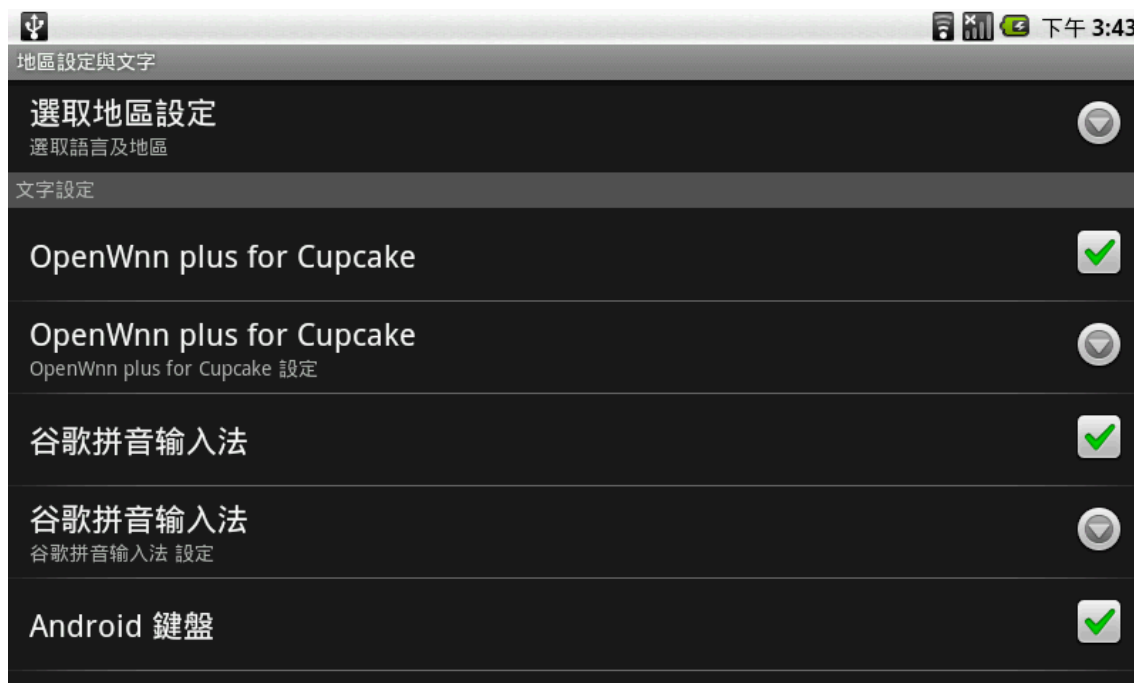 下午 3:43
地區設定與文字
選取地區設定
選取語言及地區
文字設定
OpenWnn plus for Cupcake
OpenWnn plus for Cupcake
OpenWnn plus for Cupcake 設定
谷歌拼音输入法
谷歌拼音输入法
谷歌拼音输入法 設定
Android 鍵盤